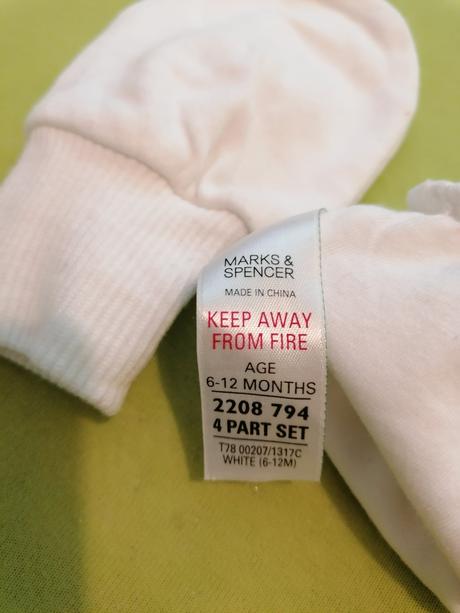 MARKS &
SPENCER
MADE IN CHINA
KEEP AWAY
FROM FIRE
AGE
6-12 MONTHS
2208 794
4 PART SET
T78 00207/1317C
WHITE (6-12M)